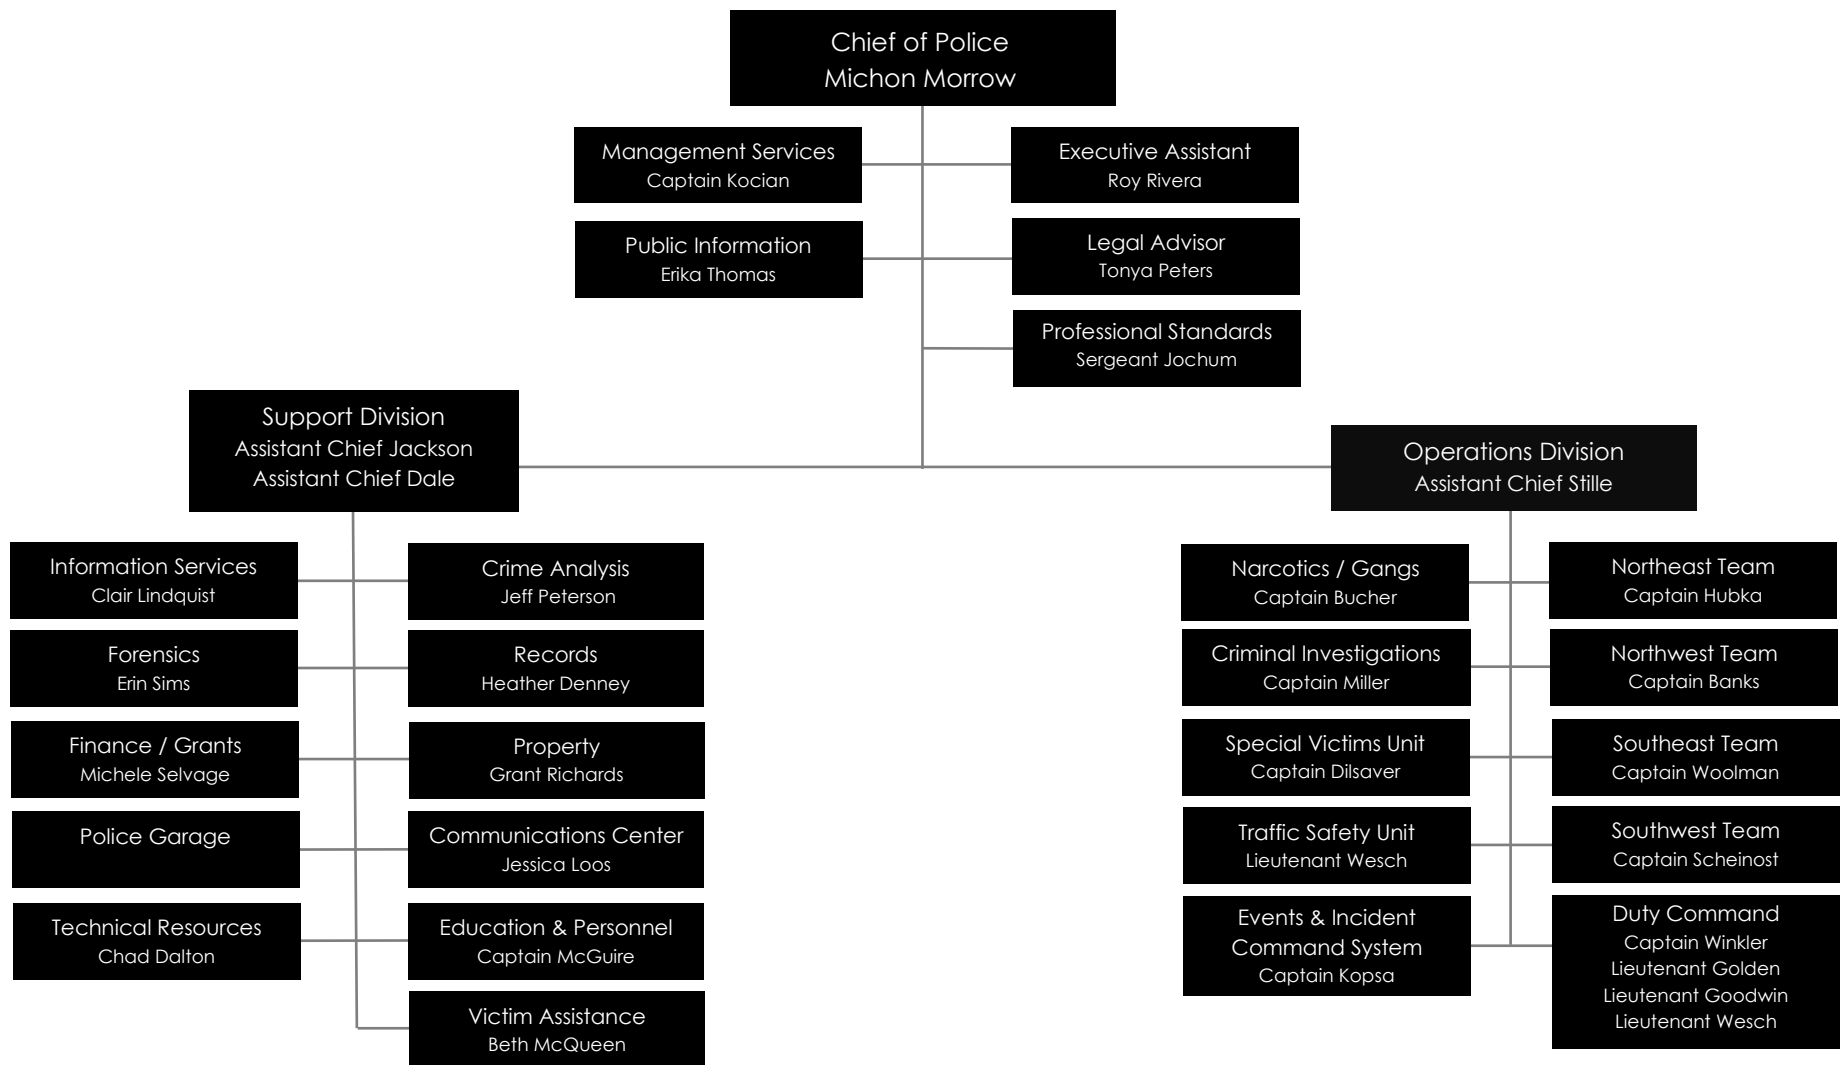 Chief of Police
Michon Morrow
Management Services
Captain Kocian
Executive Assistant
Roy Rivera
Public Information
Erika Thomas
Legal Advisor
Tonya Peters
Professional Standards
Sergeant Jochum
Support Division
Assistant Chief Jackson
Assistant Chief Dale
Operations Division
Assistant Chief Stille
Information Services
Clair Lindquist
Crime Analysis
Jeff Peterson
Forensics
Erin Sims
Records
Heather Denney
Finance / Grants
Michele Selvage
Property
Grant Richards
Police Garage
Communications Center
Jessica Loos
Technical Resources
Chad Dalton
Education & Personnel
Captain McGuire
Victim Assistance
Beth McQueen
Narcotics / Gangs
Captain Bucher
Northeast Team
Captain Hubka
Criminal Investigations
Captain Miller
Northwest Team
Captain Banks
Special Victims Unit
Captain Dilsaver
Southeast Team
Captain Woolman
Traffic Safety Unit
Lieutenant Wesch
Southwest Team
Captain Scheinost
Events & Incident
Command System
Captain Kopsa
Duty Command
Captain Winkler
Lieutenant Golden
Lieutenant Goodwin
Lieutenant Wesch